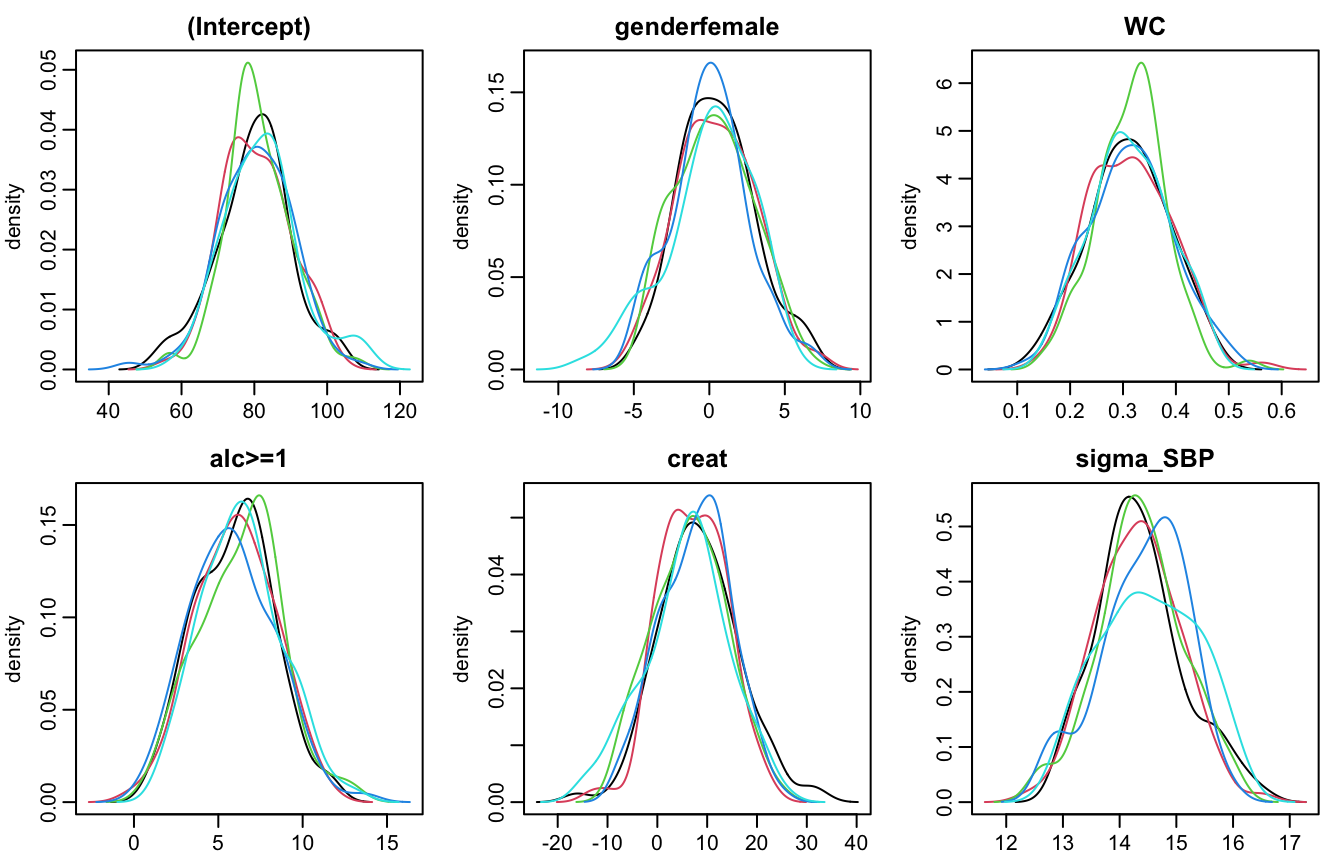 (Intercept)
density
0.00 0.01 0.02 0.03 0.04 0.05
40 60 80 100 120
genderfemale
density
0.00 0.05 0.10 0.15
-10 -5 0 5 10
WC
density
0 1 2 3 4 5 6
0.1 0.2 0.3 0.4 0.5 0.6
alc>=1
density
0.00 0.05 0.10 0.15
0 5 10 15
creat
density
0.00 0.02 0.04
-20 -10 0 10 20 30 40
sigma_SBP
density
0.0 0.1 0.2 0.3 0.4 0.5
12 13 14 15 16 17